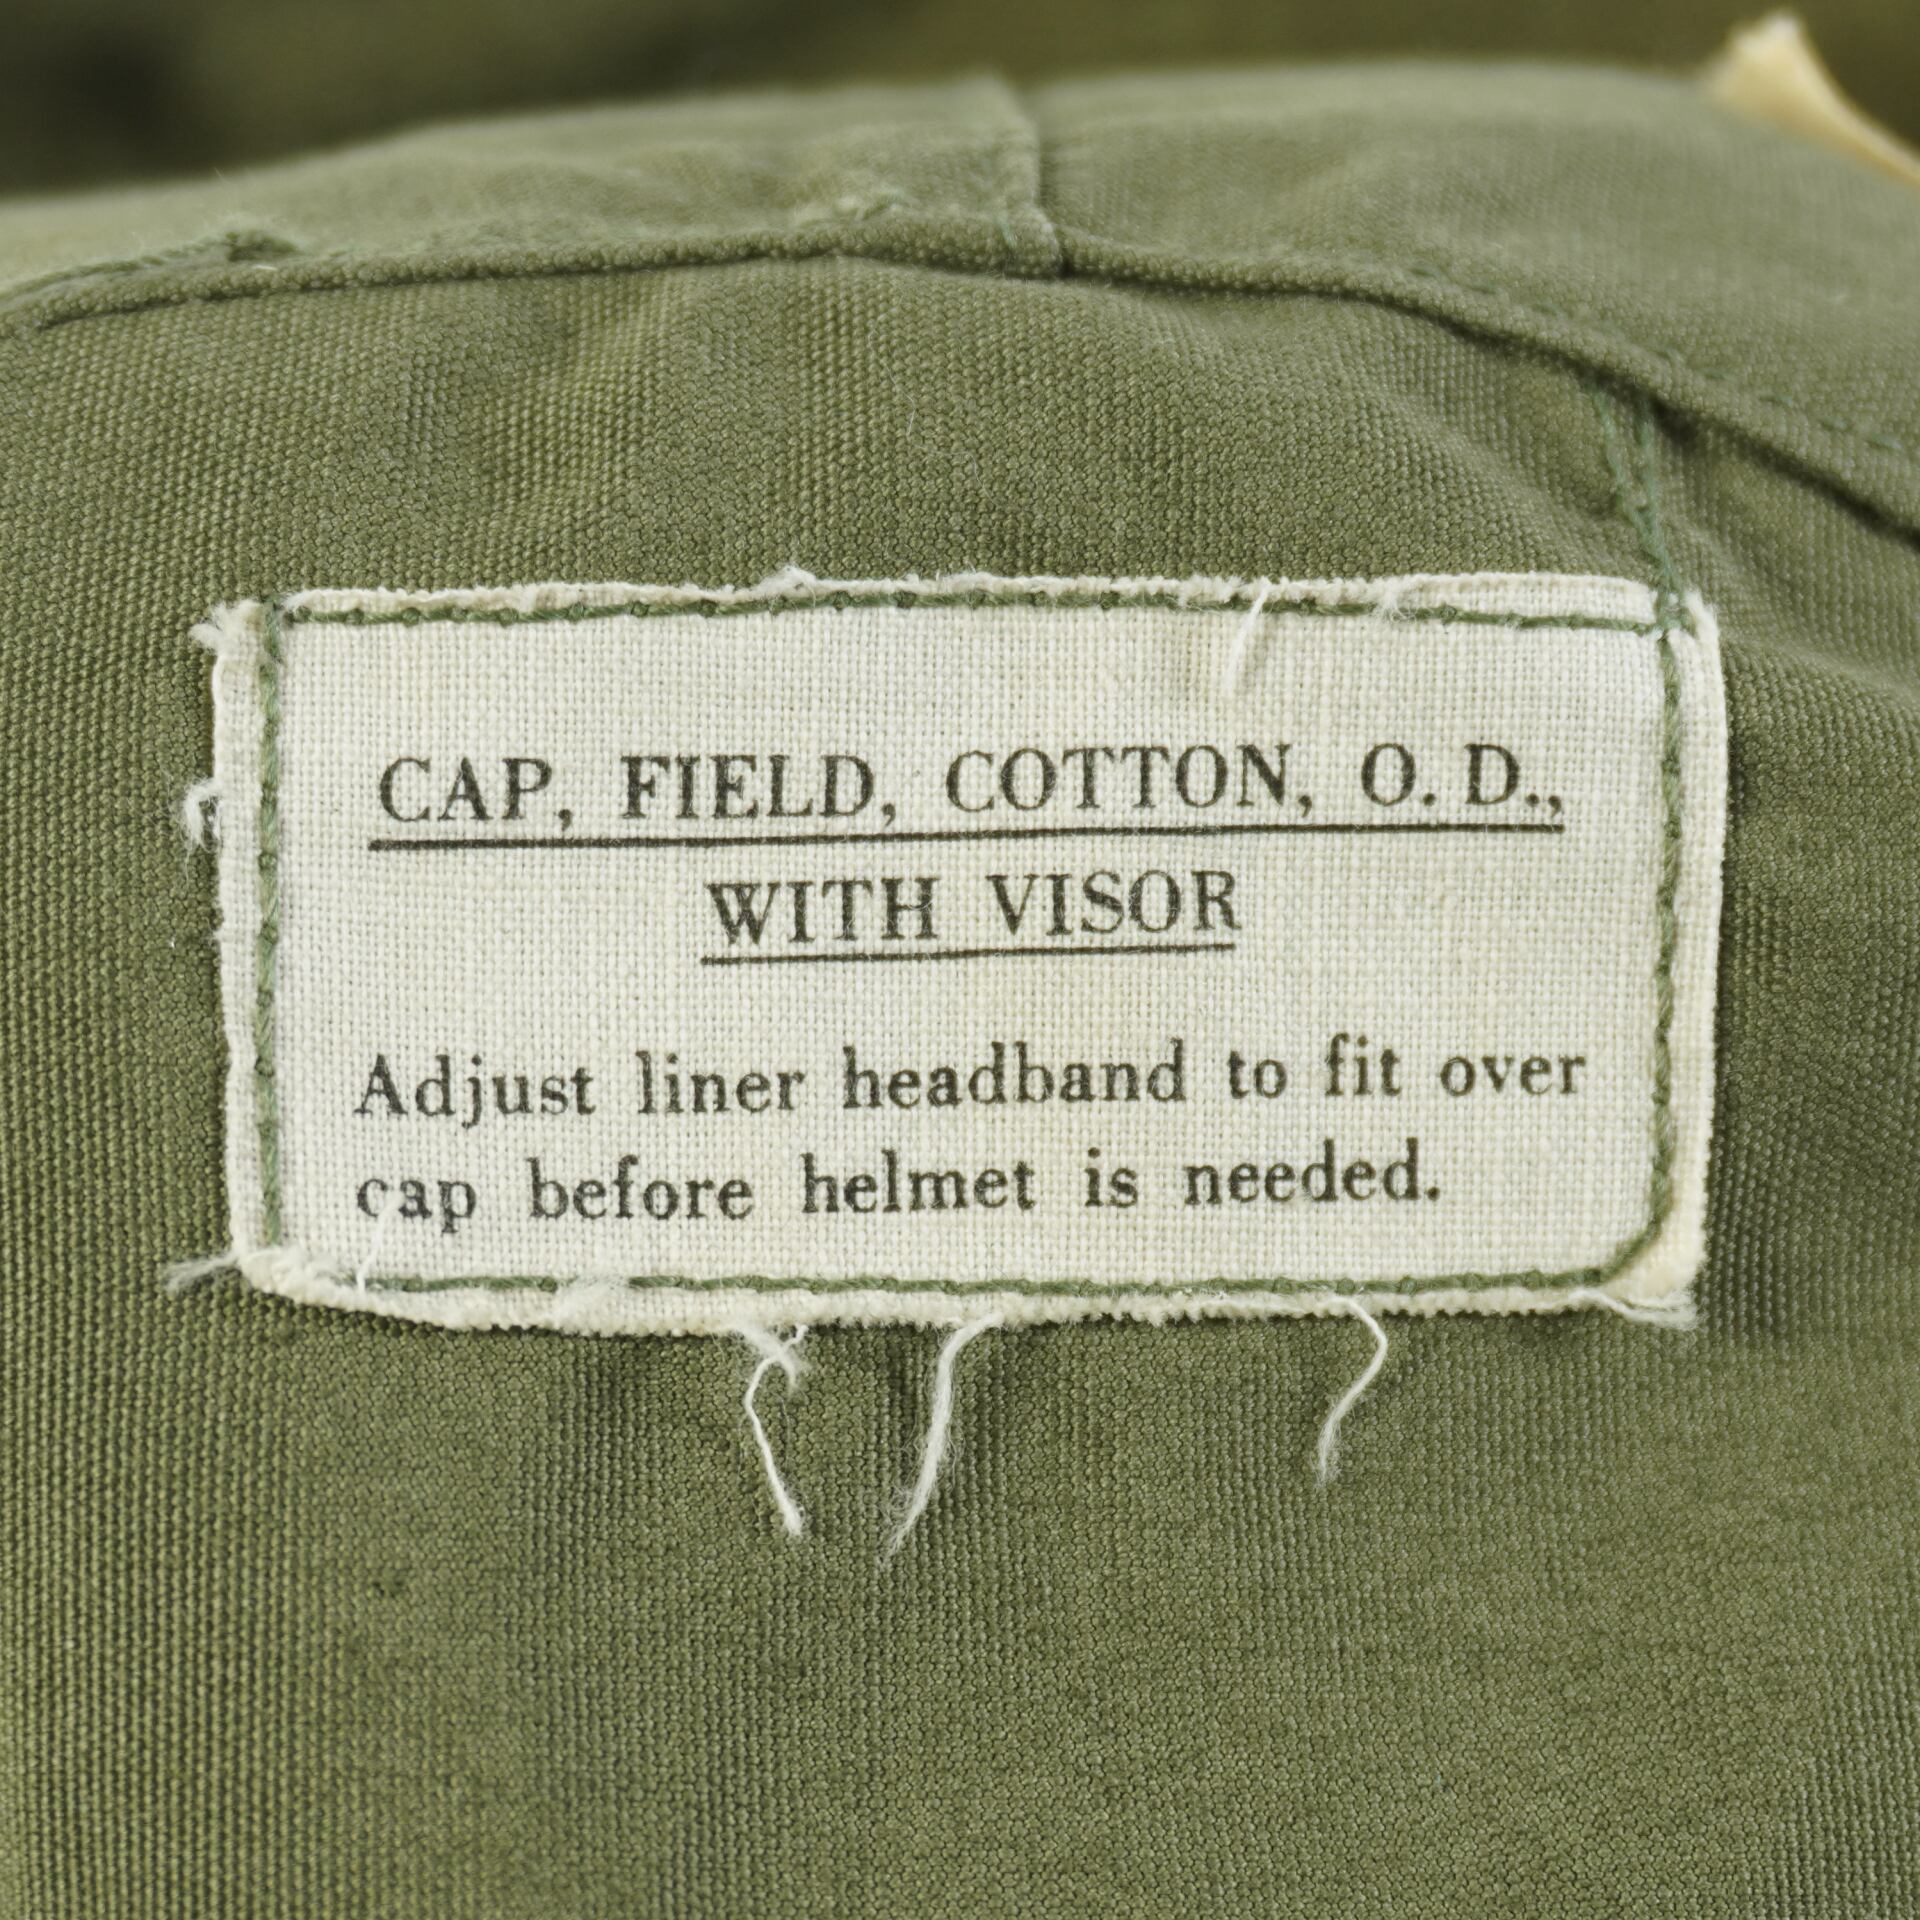 CAP, FIELD, COTTON, O. D.,
WITH VISOR
Adjust liner headband to fit over
cap before helmet is needed.